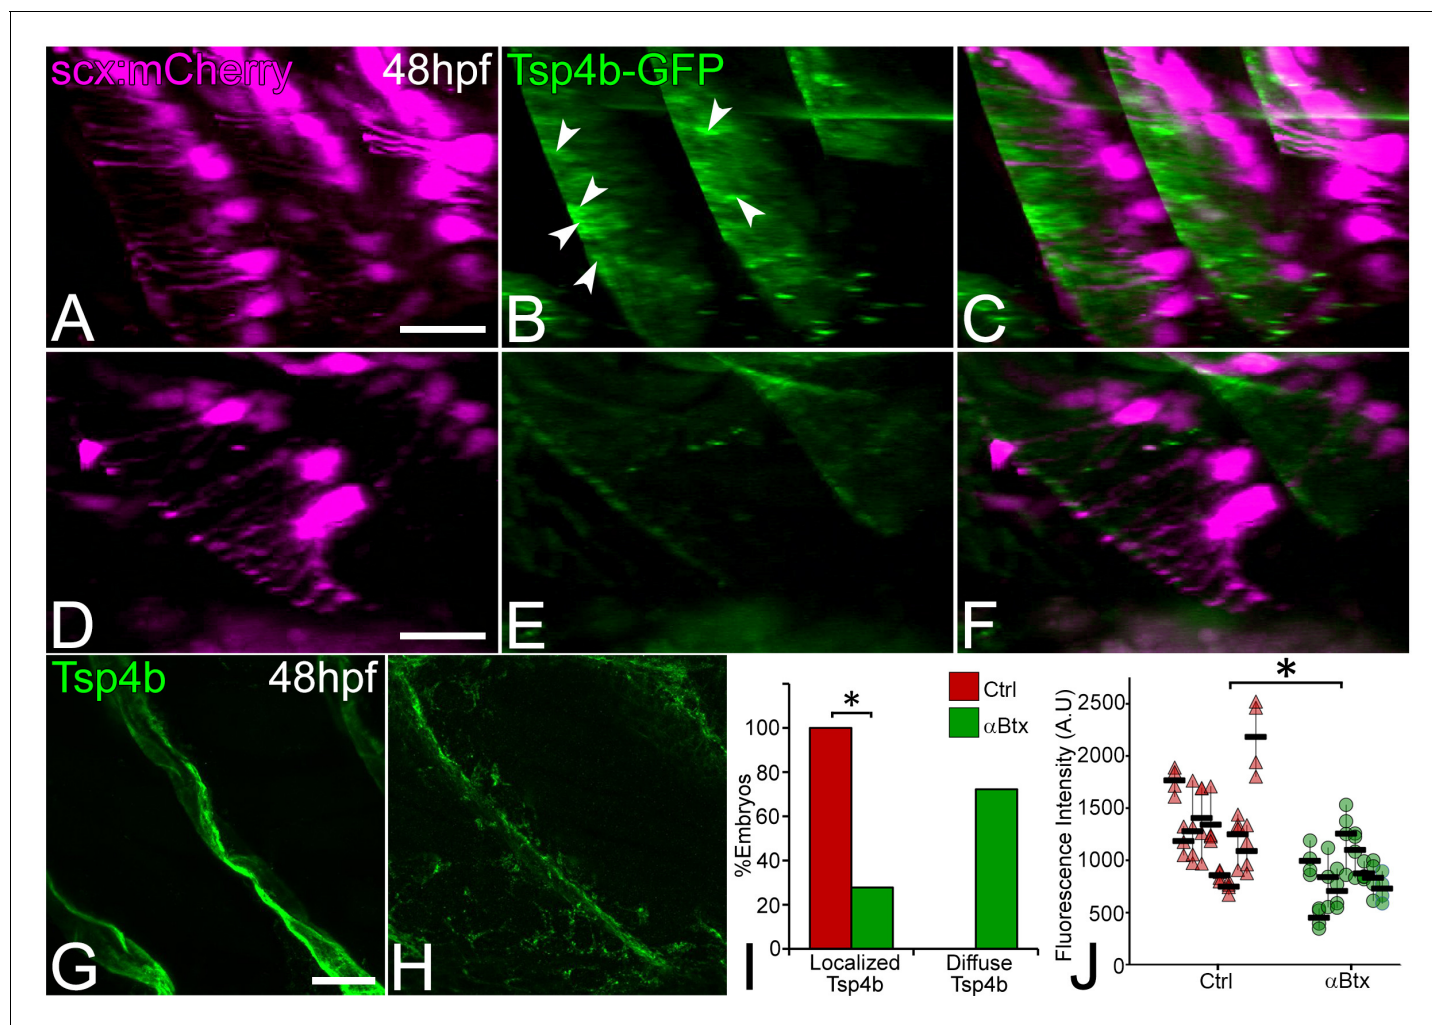 scx:mCherry 48hpf
Tsp4b-GFP
A
B
C
D
E
F
Tsp4b 48hpf
G
H
I
%Embryos
100
80
60
40
20
0
*
Ctrl
αBtx
Localized
Tsp4b
Diffuse
Tsp4b
J
Fluorescence Intensity (A.U)
2500
2000
1500
1000
500
0
*
Ctrl
αBtx